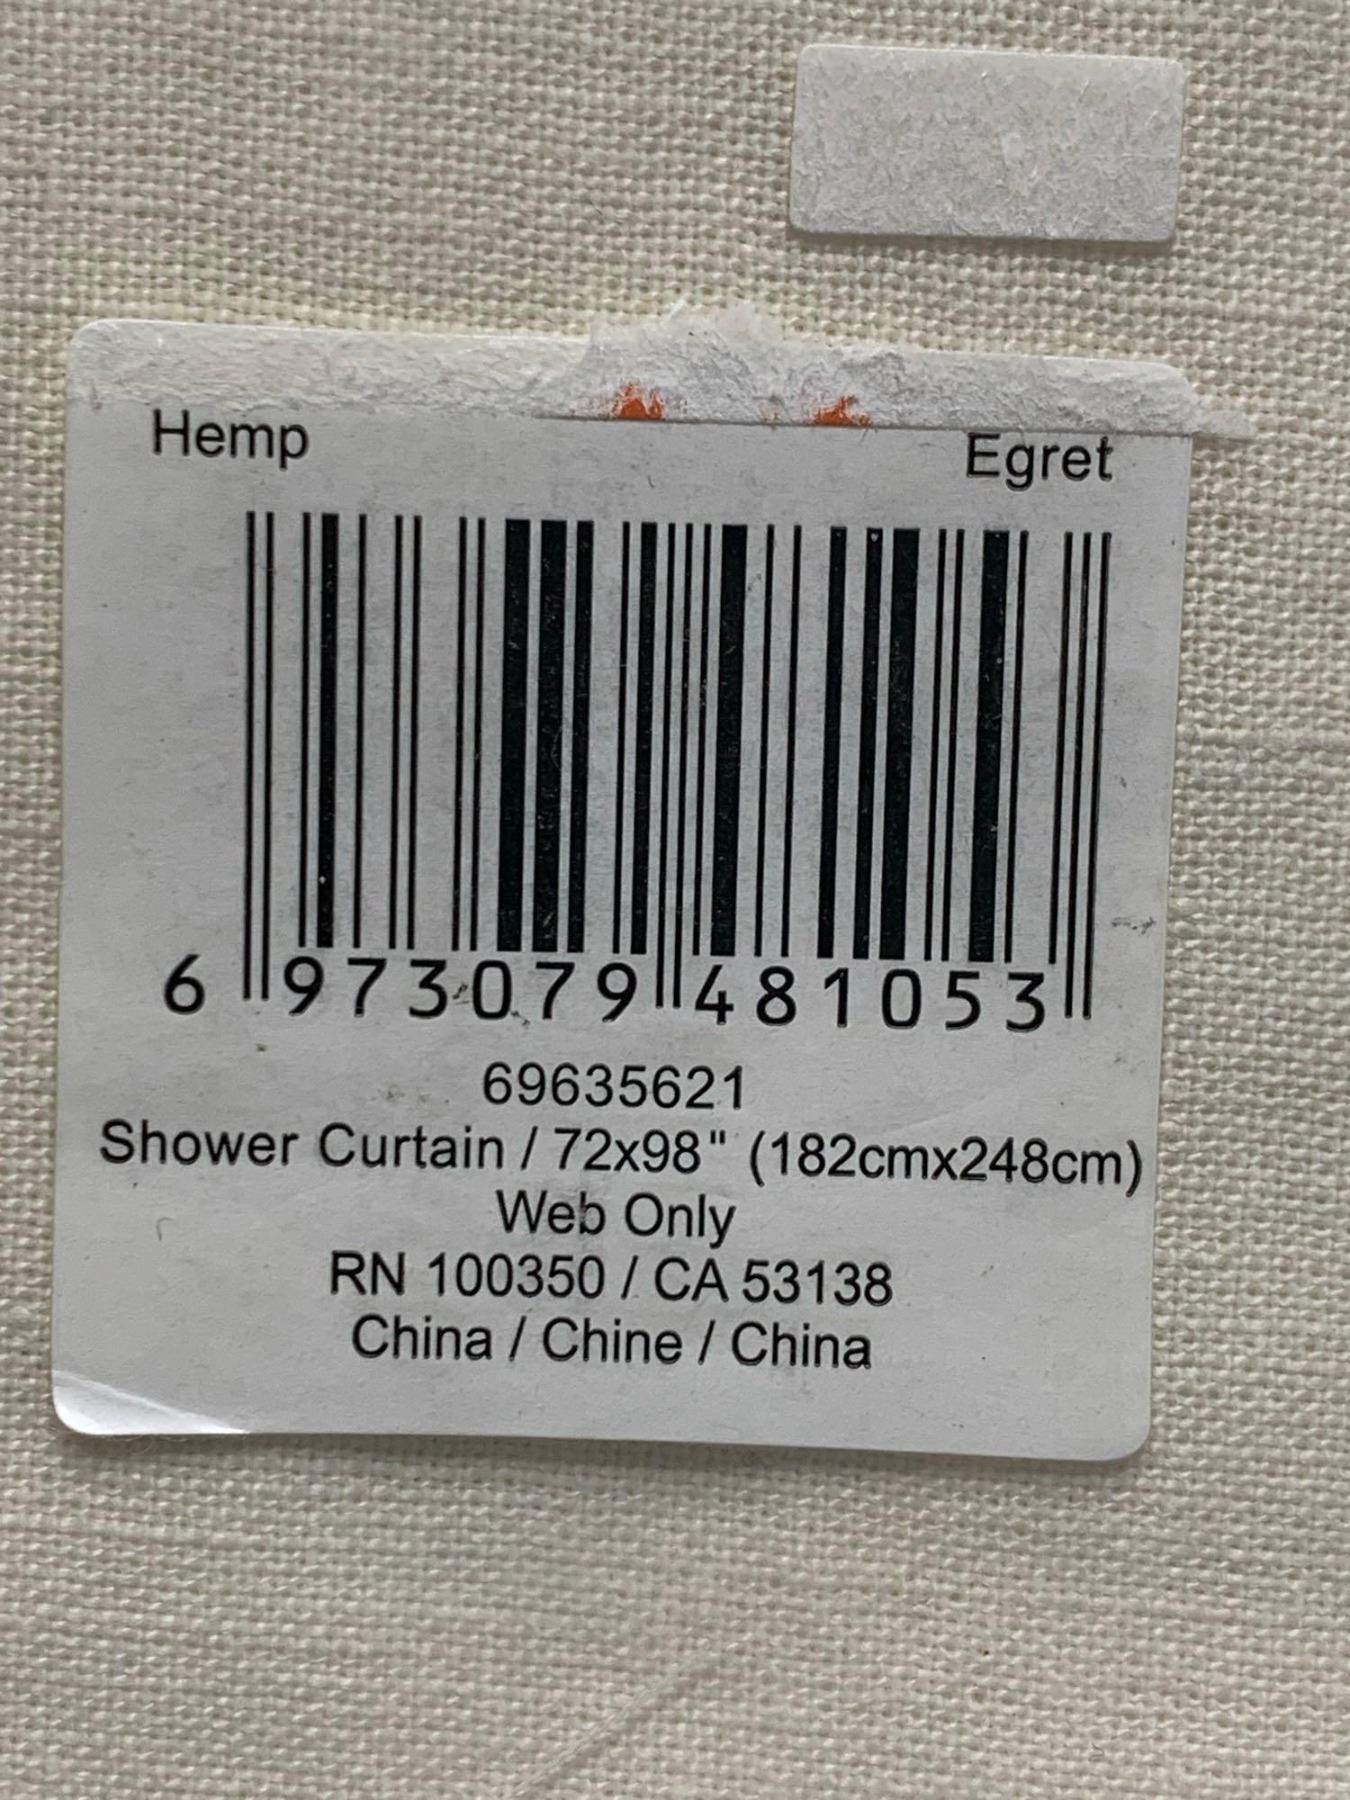 Hemp Egret
6 973079 481053
69635621
Shower Curtain / 72x98" (182cmx248cm)
Web Only
RN 100350 / CA 53138
China / Chine / China